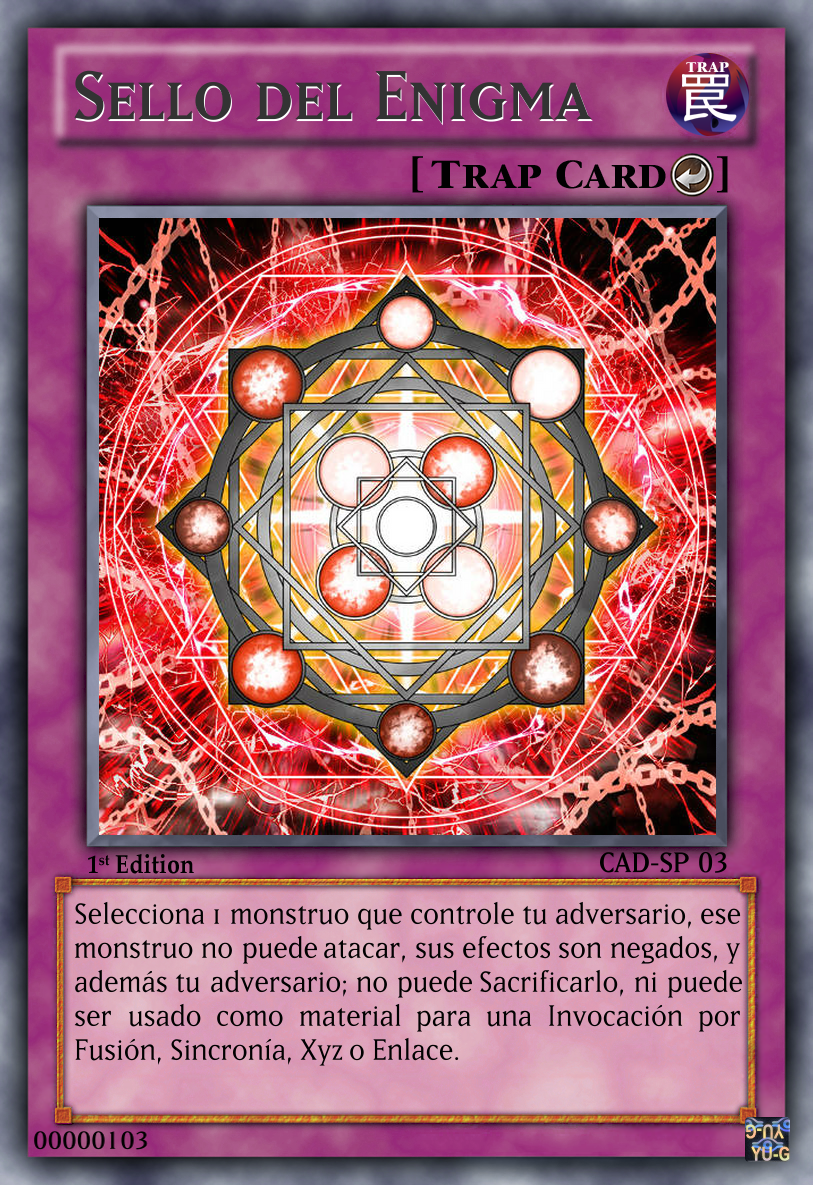 Sello del Enigma
TRAP
罠
[ Trap Card ]
1st Edition
CAD-SP 03
Selecciona 1 monstruo que controle tu adversario, ese
monstruo no puede atacar, sus efectos son negados, y
además tu adversario; no puede Sacrificarlo, ni puede
ser usado como material para una Invocación por
Fusión, Sincronía, Xyz o Enlace.
00000103
YU-G
YU-G